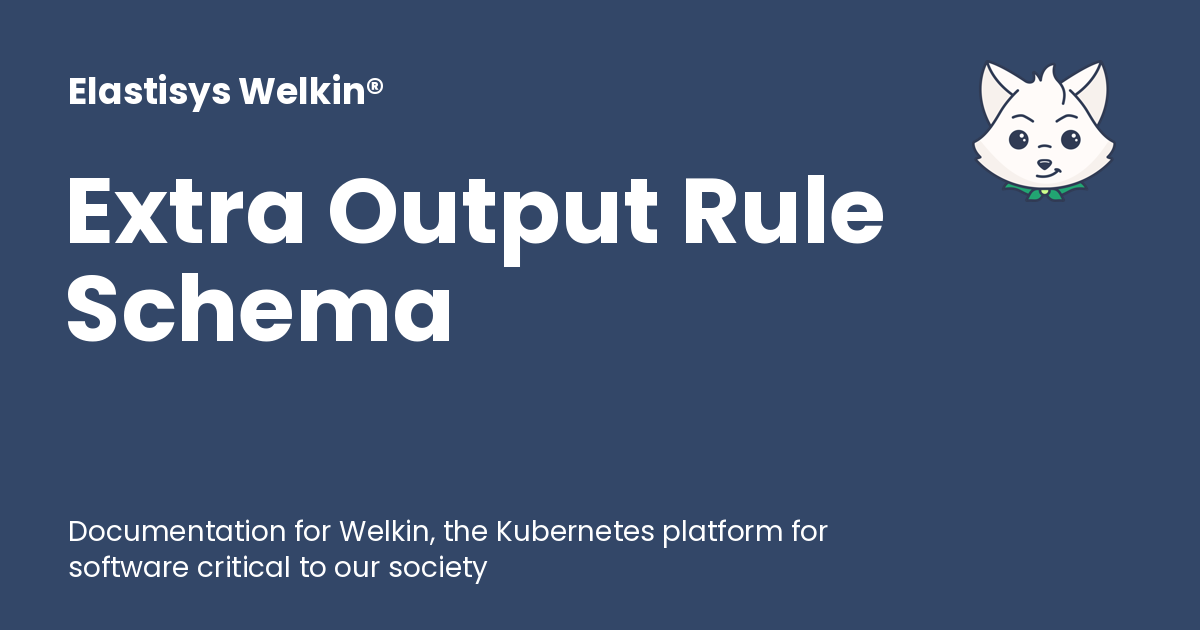 Elastisys Welkin®
Extra Output Rule
Schema
Documentation for Welkin, the Kubernetes platform for
software critical to our society